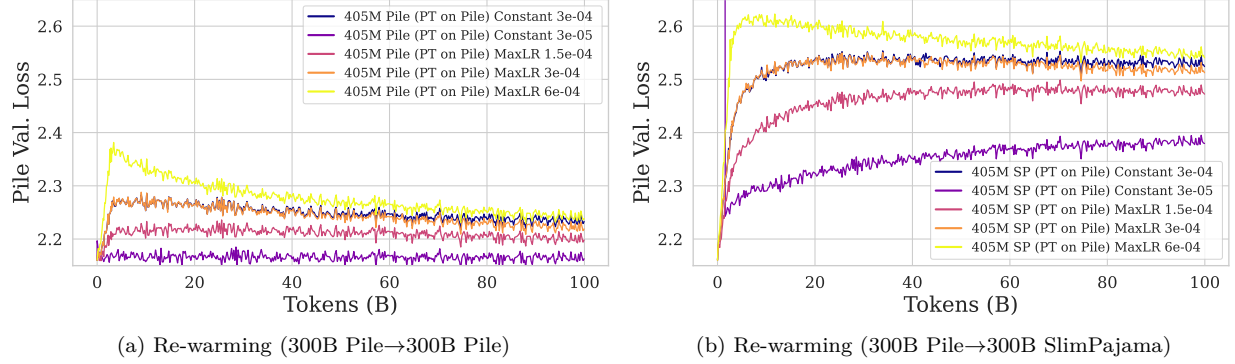 405M Pile (PT on Pile) Constant 3e-04
405M Pile (PT on Pile) Constant 3e-05
405M Pile (PT on Pile) MaxLR 1.5e-04
405M Pile (PT on Pile) MaxLR 3e-04
405M Pile (PT on Pile) MaxLR 6e-04
Pile Val. Loss
2.6
2.5
2.4
2.3
2.2
0 20 40 60 80 100
Tokens (B)
(a) Re-warming (300B Pile→300B Pile)
Pile Val. Loss
2.6
2.5
2.4
2.3
2.2
405M SP (PT on Pile) Constant 3e-04
405M SP (PT on Pile) Constant 3e-05
405M SP (PT on Pile) MaxLR 1.5e-04
405M SP (PT on Pile) MaxLR 3e-04
405M SP (PT on Pile) MaxLR 6e-04
0 20 40 60 80 100
Tokens (B)
(b) Re-warming (300B Pile→300B SlimPajama)